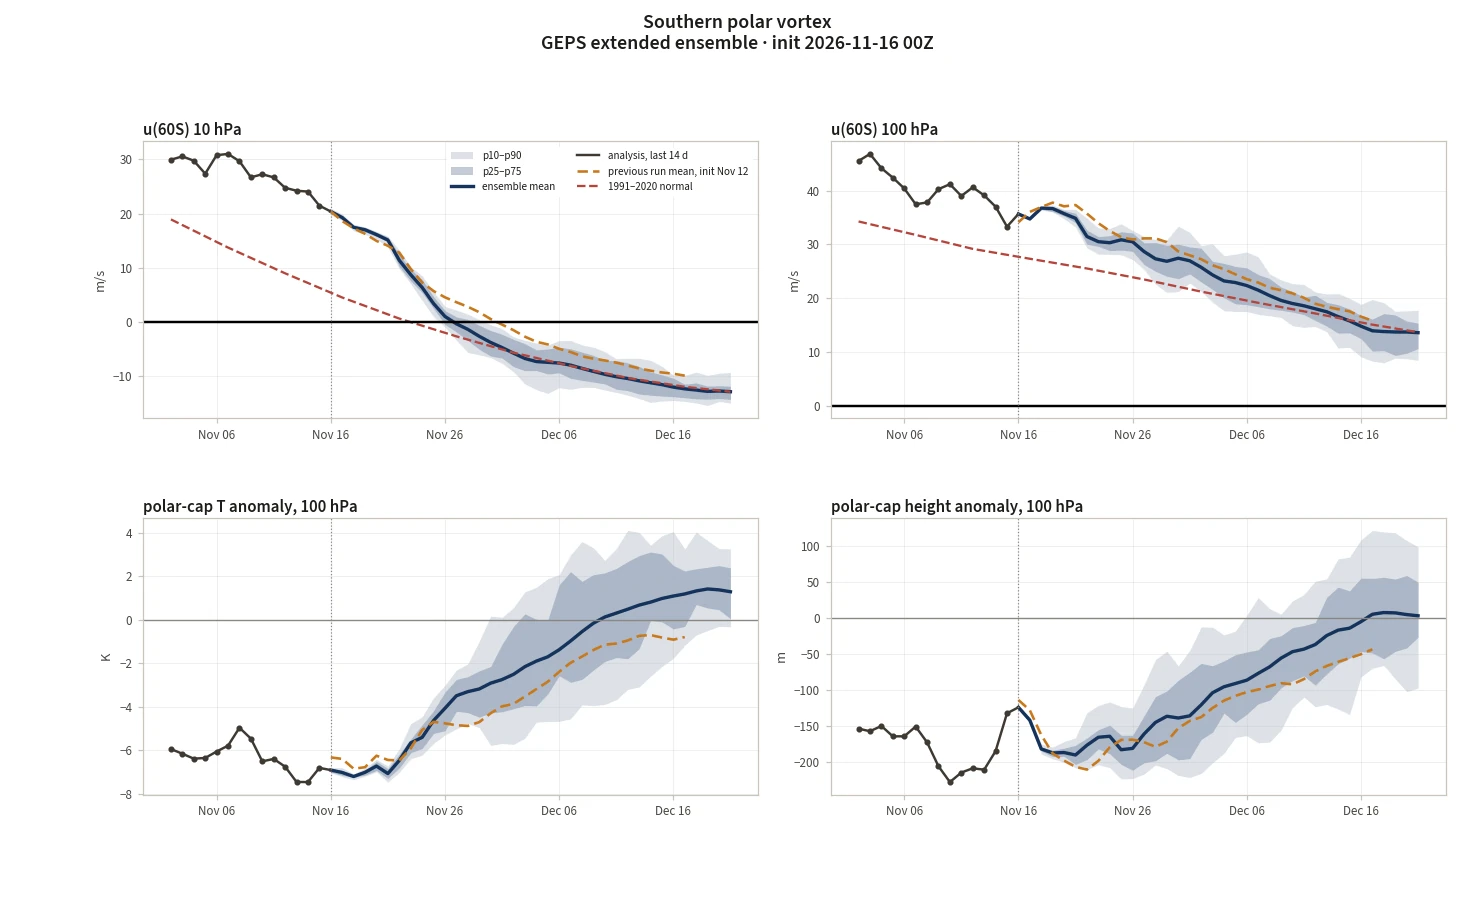 Southern polar vortex
GEPS extended ensemble · init 2026-11-16 00Z
u(60S) 10 hPa
m/s
30
20
10
0
−10
p10–p90
p25–p75
ensemble mean
analysis, last 14 d
previous run mean, init Nov 12
1991–2020 normal
Nov 06
Nov 16
Nov 26
Dec 06
Dec 16
u(60S) 100 hPa
m/s
40
30
20
10
0
Nov 06
Nov 16
Nov 26
Dec 06
Dec 16
polar-cap T anomaly, 100 hPa
K
4
2
0
−2
−4
−6
−8
Nov 06
Nov 16
Nov 26
Dec 06
Dec 16
polar-cap height anomaly, 100 hPa
m
100
50
0
−50
−100
−150
−200
Nov 06
Nov 16
Nov 26
Dec 06
Dec 16